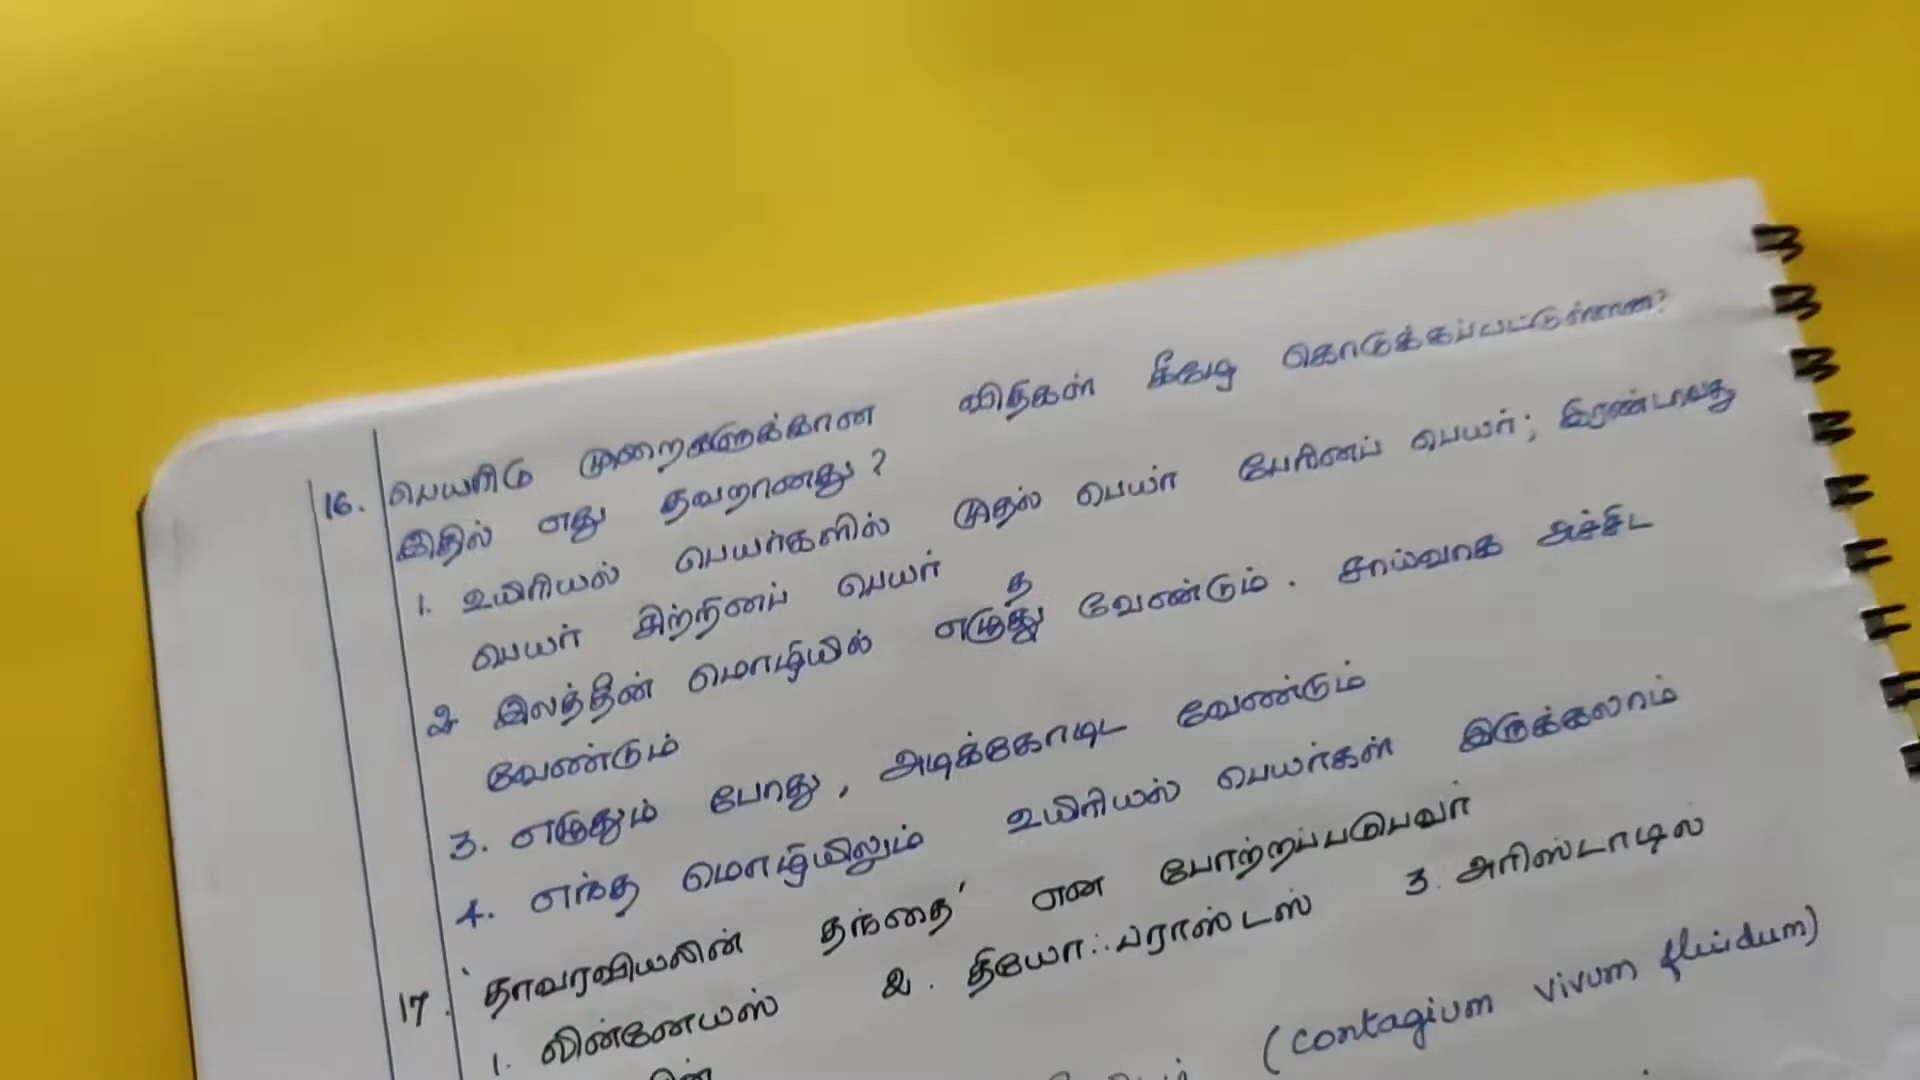 16. பெயரிடு முறைகளுக்கான விதிகள் கீழே கொடுக்கப்பட்டுள்ளன?
இதில் எது தவறானது?
1. உயிரியல் பெயர்களில் முதல் பெயர் பேரினப் பெயர்; இரண்டாவது
பெயர் சிற்றினப் பெயர்
2. இலத்தீன் மொழியில் எழுத வேண்டும். சாய்வாக அச்சிட
வேண்டும்
3. எழுதும் போது, அடிக்கோடிட வேண்டும்
4. எந்த மொழியிலும் உயிரியல் பெயர்கள் இருக்கலாம்
17. 'தாவரவியலின் தந்தை' என போற்றப்படுபவர்
1. லின்னேயஸ் 2. தியோஃப்ராஸ்டஸ் 3. அரிஸ்டாடில்
(contagium vivum fluidum)